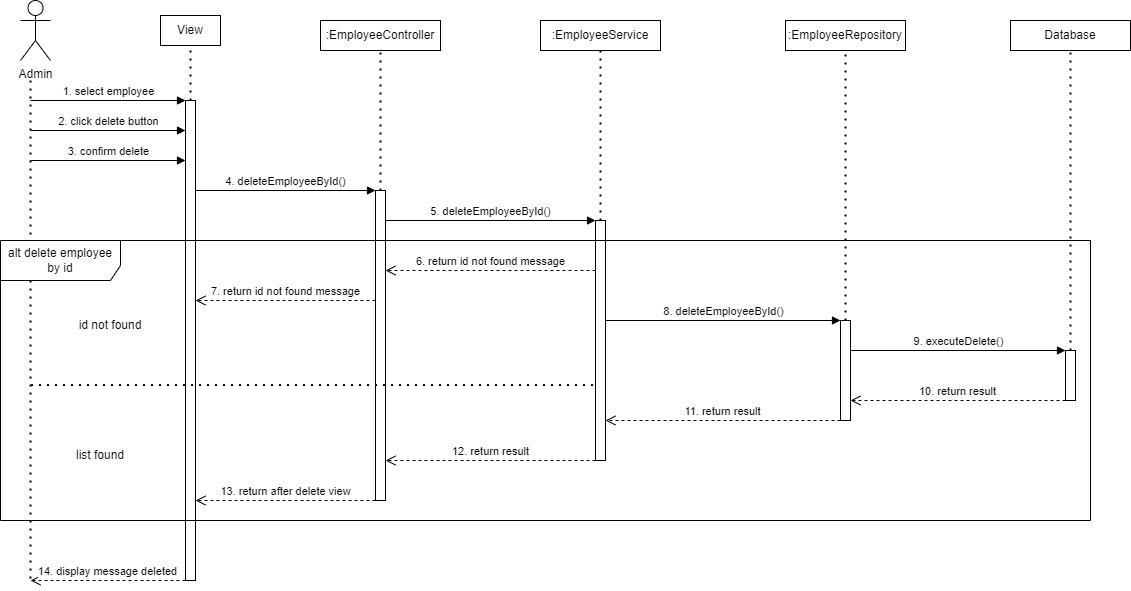 View
:EmployeeController
:EmployeeService
:EmployeeRepository
Database
Admin
1. select employee
2. click delete button
3. confirm delete
4. deleteEmployeeById()
5. deleteEmployeeById()
alt delete employee
by id
6. return id not found message
7. return id not found message
8. deleteEmployeeById()
id not found
9. executeDelete()
10. return result
11. return result
12. return result
list found
13. return after delete view
14. display message deleted